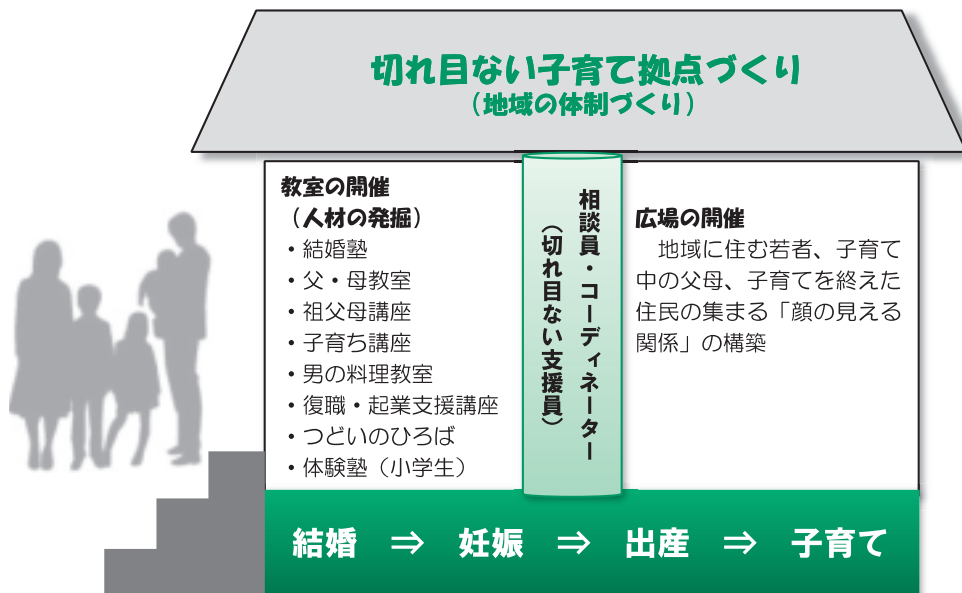 切れ目ない子育て拠点づくり
（地域の体制づくり）
教室の開催
（人材の発掘）
・結婚塾
・父・母教室
・祖父母講座
・子育ち講座
・男の料理教室
・復職・起業支援講座
・つどいのひろば
・体験塾（小学生）
相談員・コーディネーター
（切れ目ない支援員）
広場の開催
　地域に住む若者、子育て
中の父母、子育てを終えた
住民の集まる「顔の見える
関係」の構築
結婚　⇒　妊娠　⇒　出産　⇒　子育て